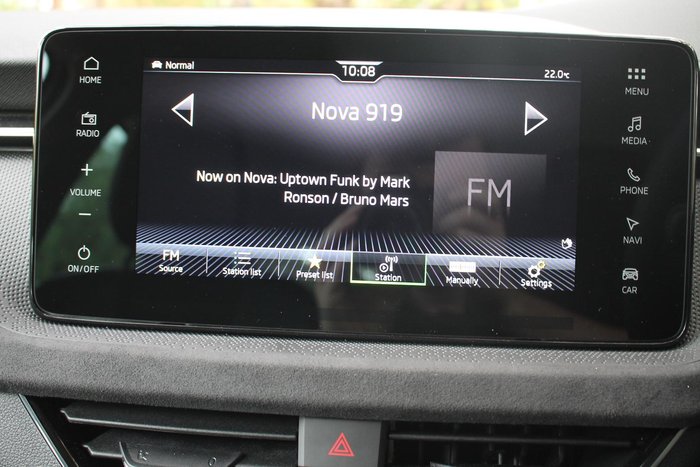 HOME
RADIO
+
VOLUME
−
ON/OFF
Normal
10:08
22.0°C
Nova 919
Now on Nova: Uptown Funk by Mark
Ronson / Bruno Mars
FM
FM
Source
Station list
Preset list
Station
Manually
Settings
MENU
MEDIA
PHONE
NAVI
CAR